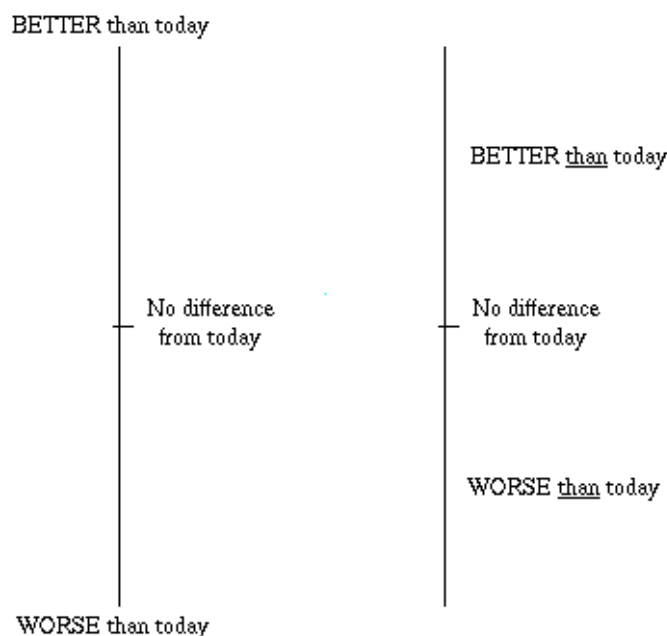 BETTER than today
BETTER than today
No difference
from today
No difference
from today
WORSE than today
WORSE than today